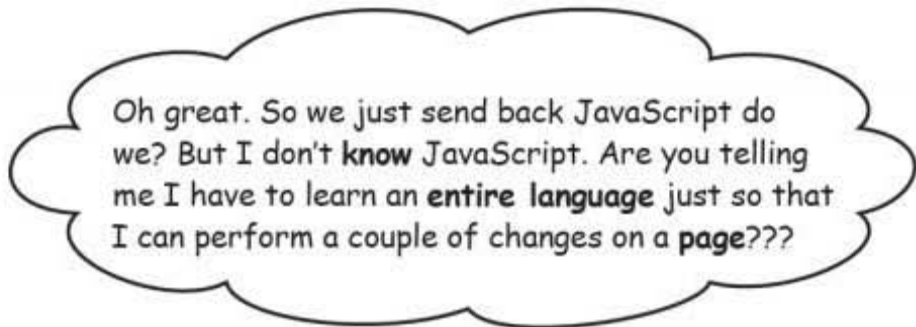 Oh great. So we just send back JavaScript do
we? But I don't know JavaScript. Are you telling
me I have to learn an entire language just so that
I can perform a couple of changes on a page???